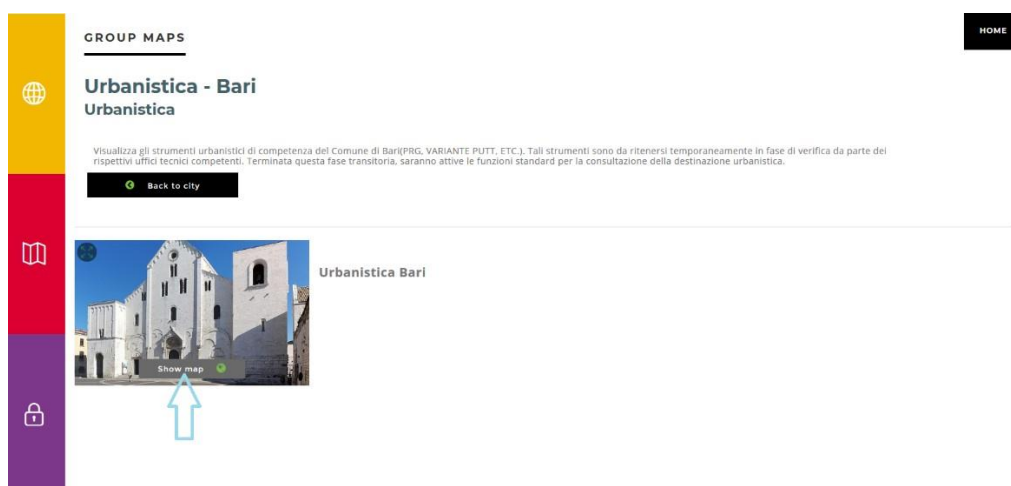 GROUP MAPS
HOME
Urbanistica - Bari
Urbanistica
Visualizza gli strumenti urbanistici di competenza del Comune di Bari(PRG, VARIANTE PUTT, ETC.). Tali strumenti sono da ritenersi temporaneamente in fase di verifica da parte dei
rispettivi uffici tecnici competenti. Terminata questa fase transitoria, saranno attive le funzioni standard per la consultazione della destinazione urbanistica.
Back to city
Urbanistica Bari
Show map